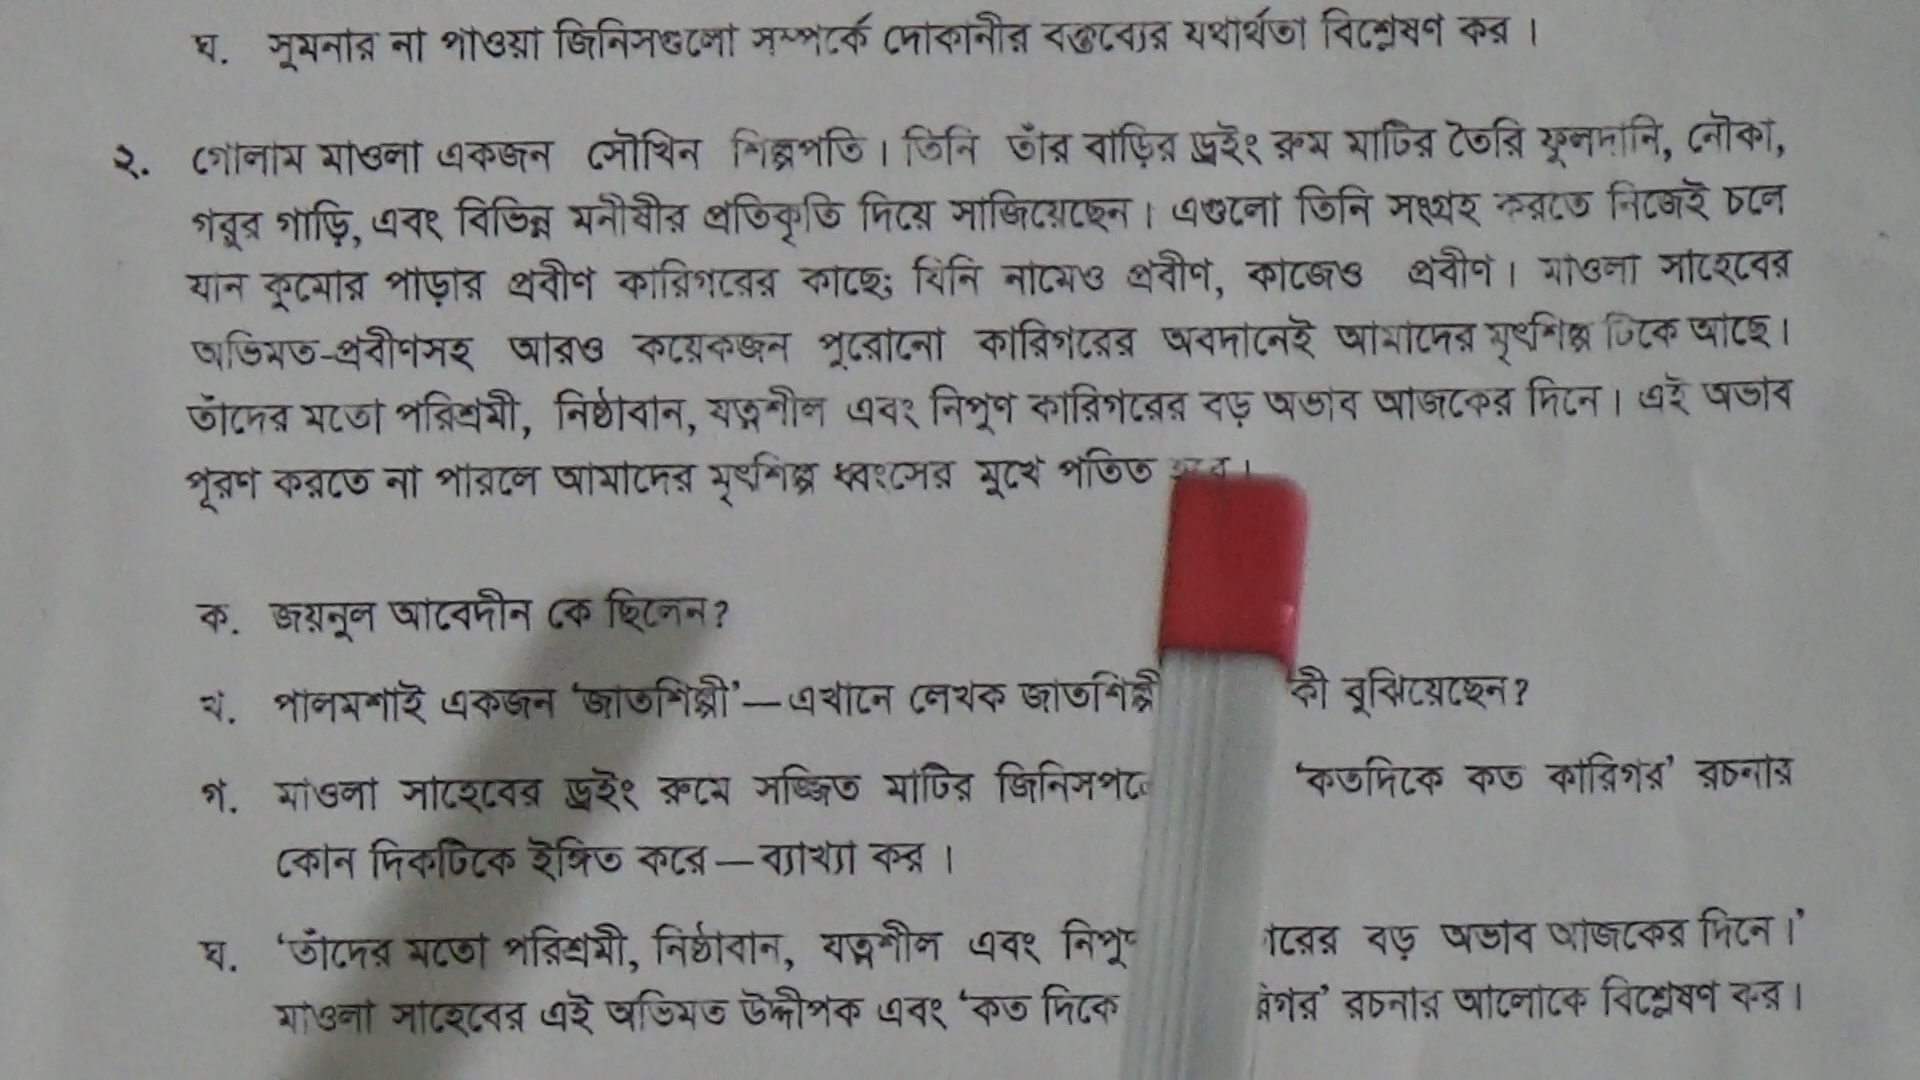 ঘ. সুমনার না পাওয়া জিনিসগুলো সম্পর্কে দোকানীর বক্তব্যের যথার্থতা বিশ্লেষণ কর।
২. গোলাম মাওলা একজন সৌখিন শিল্পপতি। তিনি তাঁর বাড়ির ড্রইং রুম মাটির তৈরি ফুলদানি, নৌকা,
গরুর গাড়ি, এবং বিভিন্ন মনীষীর প্রতিকৃতি দিয়ে সাজিয়েছেন। এগুলো তিনি সংগ্রহ করতে নিজেই চলে
যান কুমোর পাড়ার প্রবীণ কারিগরের কাছে; যিনি নামেও প্রবীণ, কাজেও প্রবীণ। মাওলা সাহেবের
অভিমত-প্রবীণসহ আরও কয়েকজন পুরোনো কারিগরের অবদানেই আমাদের মৃৎশিল্প টিকে আছে।
তাঁদের মতো পরিশ্রমী, নিষ্ঠাবান, যত্নশীল এবং নিপুণ কারিগরের বড় অভাব আজকের দিনে। এই অভাব
পূরণ করতে না পারলে আমাদের মৃৎশিল্প ধ্বংসের মুখে পতিত
ক. জয়নুল আবেদীন কে ছিলেন?
খ. পালমশাই একজন ‘জাতশিল্পী’—এখানে লেখক জাতশিল্পী কী বুঝিয়েছেন?
গ. মাওলা সাহেবের ড্রইং রুমে সজ্জিত মাটির ‘কতদিকে কত কারিগর’ রচনার
কোন দিকটিকে ইঙ্গিত করে—ব্যাখ্যা কর।
ঘ. ‘তাঁদের মতো পরিশ্রমী, নিষ্ঠাবান, যত্নশীল এবং বড় অভাব আজকের দিনে।’
মাওলা সাহেবের এই অভিমত উদ্দীপক এবং ‘কত দিকে রচনার আলোকে বিশ্লেষণ কর।